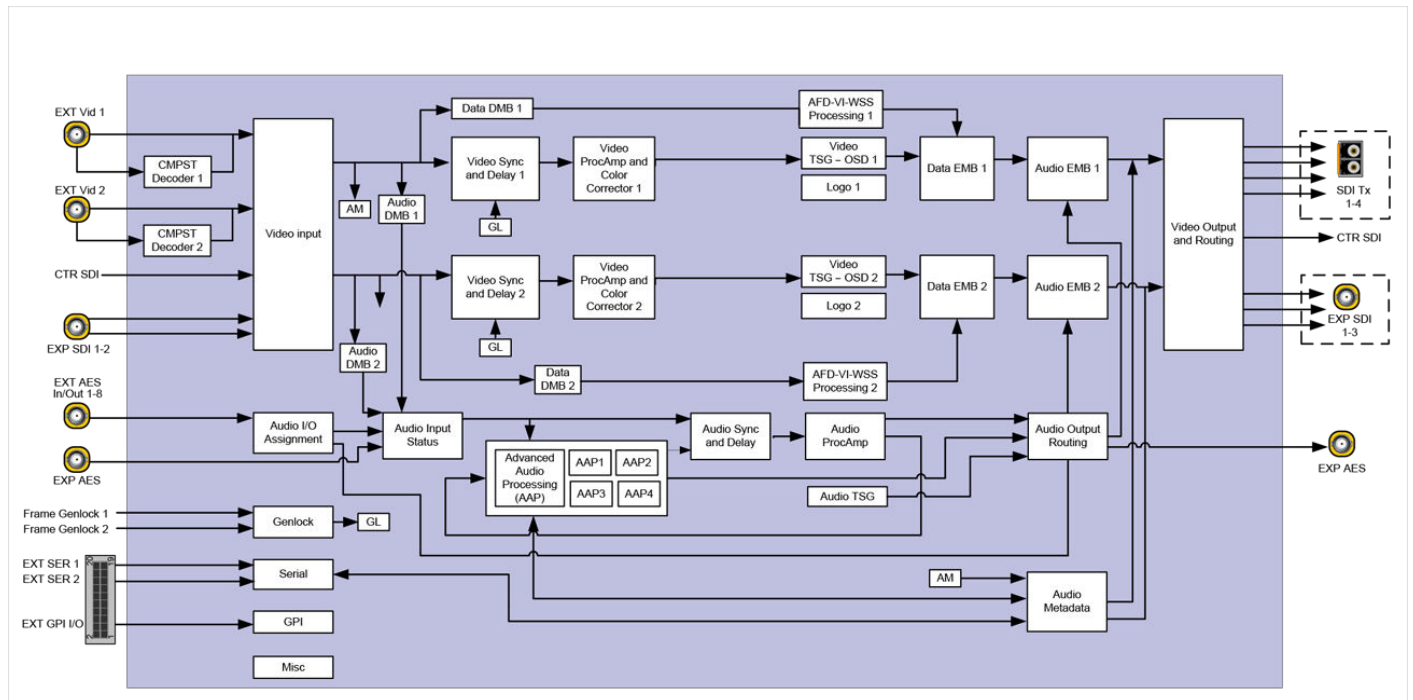 EXT Vid 1
CMPST
Decoder 1
EXT Vid 2
CMPST
Decoder 2
CTR SDI
EXP SDI 1-2
EXT AES
In/Out 1-8
EXP AES
Frame Genlock 1
Frame Genlock 2
EXT SER 1
EXT SER 2
EXT GPI I/O
20
19
2
1
Video input
Audio I/O
Assignment
Genlock
GL
Serial
GPI
Misc
AM
Audio
DMB 1
Audio
DMB 2
Audio Input
Status
Data DMB 1
Video Sync
and Delay 1
GL
Video
ProcAmp and
Color
Corrector 1
AFD-VI-WSS
Processing 1
Video
TSG – OSD 1
Logo 1
Data EMB 1
Audio EMB 1
Video Sync
and Delay 2
GL
Video
ProcAmp and
Color
Corrector 2
Video
TSG – OSD 2
Logo 2
Data EMB 2
Audio EMB 2
Data
DMB 2
AFD-VI-WSS
Processing 2
Advanced
Audio
Processing
(AAP)
AAP1
AAP2
AAP3
AAP4
Audio Sync
and Delay
Audio
ProcAmp
Audio TSG
Audio Output
Routing
AM
Audio
Metadata
Video Output
and Routing
SDI Tx
1-4
CTR SDI
EXP SDI
1-3
EXP AES